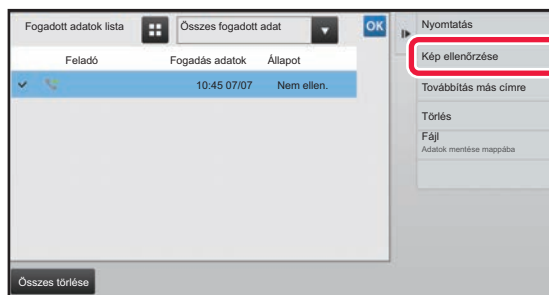 Fogadott adatok lista
Összes fogadott adat
OK
Feladó Fogadás adatok Állapot
10:45 07/07 Nem ellen.
Összes törlése
Nyomtatás
Kép ellenőrzése
Továbbítás más címre
Törlés
Fájl
Adatok mentése mappába